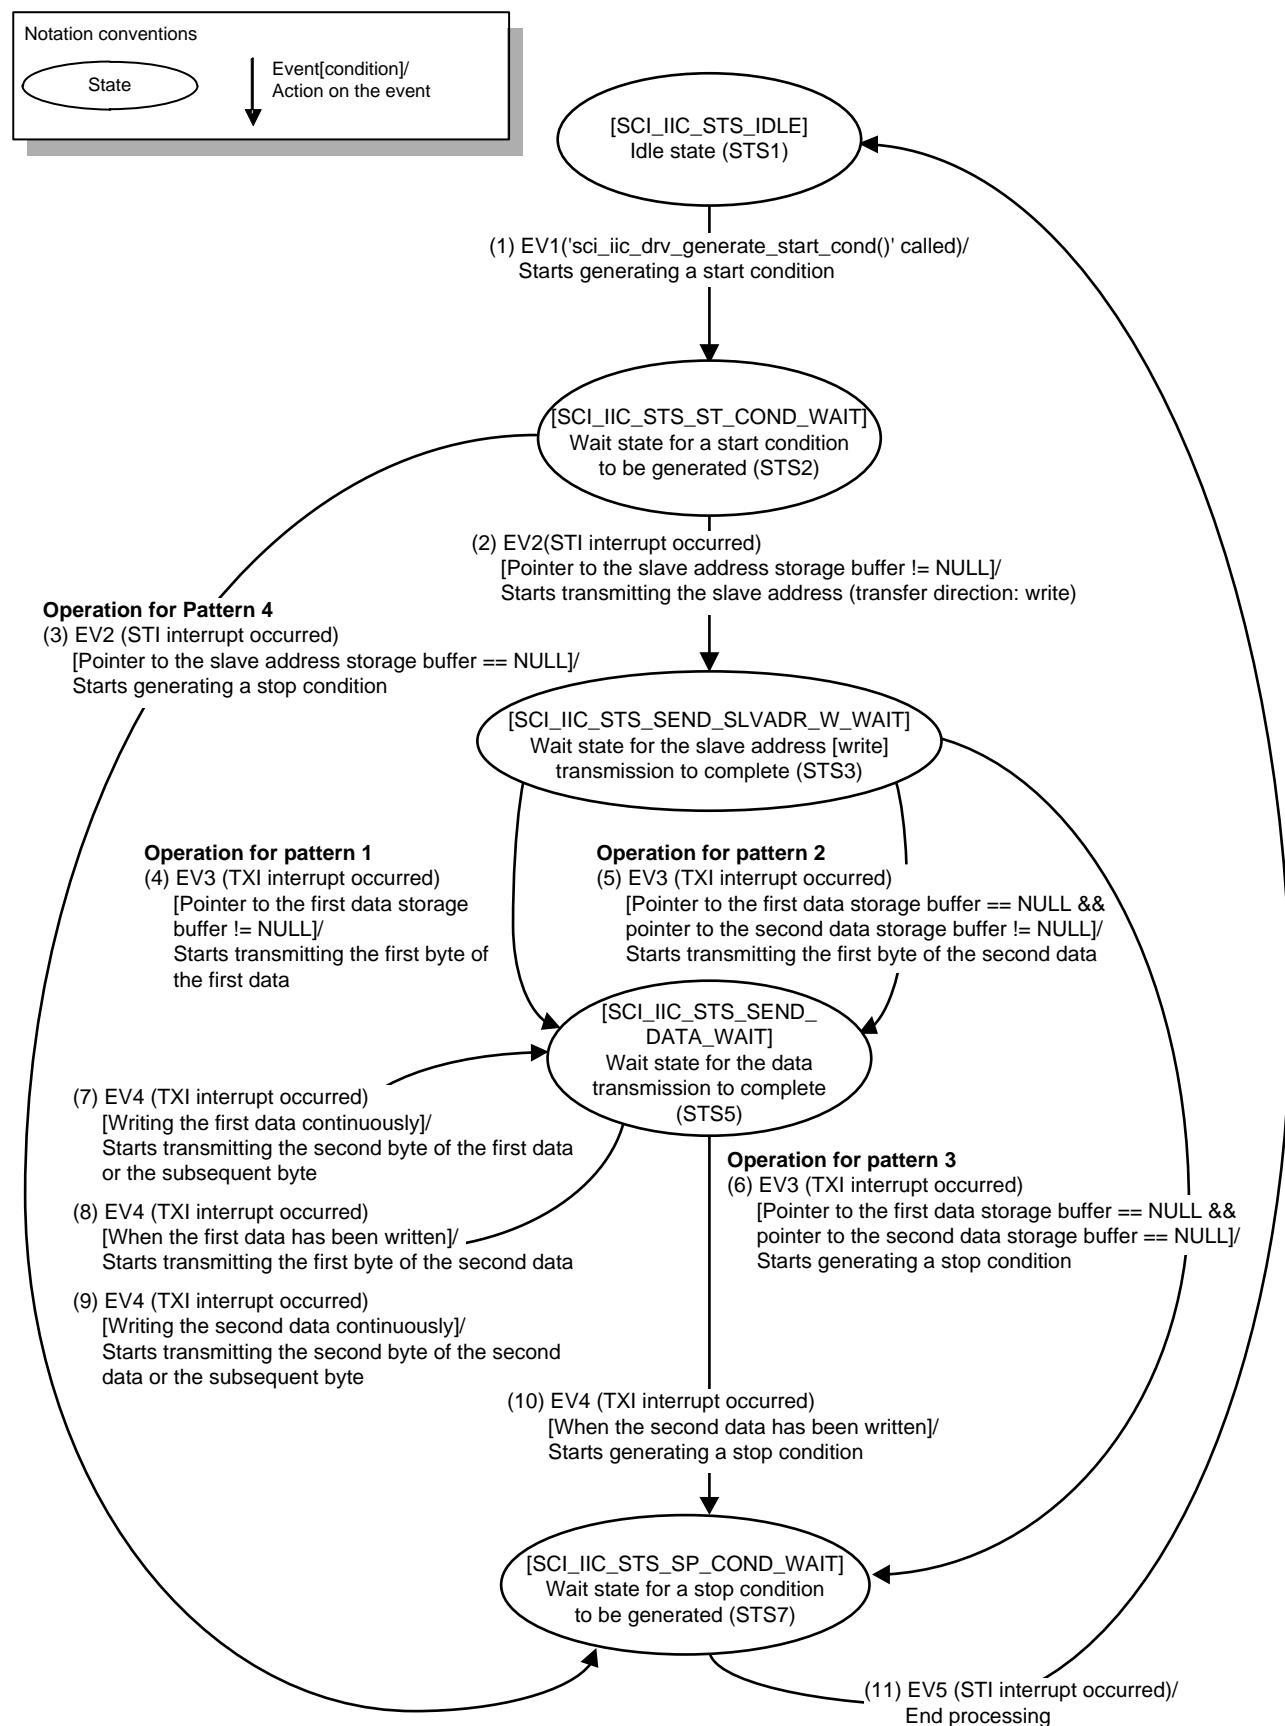 Notation conventions
State
Event[condition]/
Action on the event
[SCI_IIC_STS_IDLE]
Idle state (STS1)
(1) EV1('sci_iic_drv_generate_start_cond()' called)/
Starts generating a start condition
[SCI_IIC_STS_ST_COND_WAIT]
Wait state for a start condition
to be generated (STS2)
(2) EV2(STI interrupt occurred)
[Pointer to the slave address storage buffer != NULL]/
Starts transmitting the slave address (transfer direction: write)
Operation for Pattern 4
(3) EV2 (STI interrupt occurred)
[Pointer to the slave address storage buffer == NULL]/
Starts generating a stop condition
[SCI_IIC_STS_SEND_SLVADR_W_WAIT]
Wait state for the slave address [write]
transmission to complete (STS3)
Operation for pattern 1
(4) EV3 (TXI interrupt occurred)
[Pointer to the first data storage
buffer != NULL]/
Starts transmitting the first byte of
the first data
Operation for pattern 2
(5) EV3 (TXI interrupt occurred)
[Pointer to the first data storage buffer == NULL &&
pointer to the second data storage buffer != NULL]/
Starts transmitting the first byte of the second data
[SCI_IIC_STS_SEND_
DATA_WAIT]
Wait state for the data
transmission to complete
(STS5)
(7) EV4 (TXI interrupt occurred)
[Writing the first data continuously]/
Starts transmitting the second byte of the first data
or the subsequent byte
Operation for pattern 3
(6) EV3 (TXI interrupt occurred)
[Pointer to the first data storage buffer == NULL &&
pointer to the second data storage buffer == NULL]/
Starts generating a stop condition
(8) EV4 (TXI interrupt occurred)
[When the first data has been written]/
Starts transmitting the first byte of the second data
(9) EV4 (TXI interrupt occurred)
[Writing the second data continuously]/
Starts transmitting the second byte of the second
data or the subsequent byte
(10) EV4 (TXI interrupt occurred)
[When the second data has been written]/
Starts generating a stop condition
[SCI_IIC_STS_SP_COND_WAIT]
Wait state for a stop condition
to be generated (STS7)
(11) EV5 (STI interrupt occurred)/
End processing